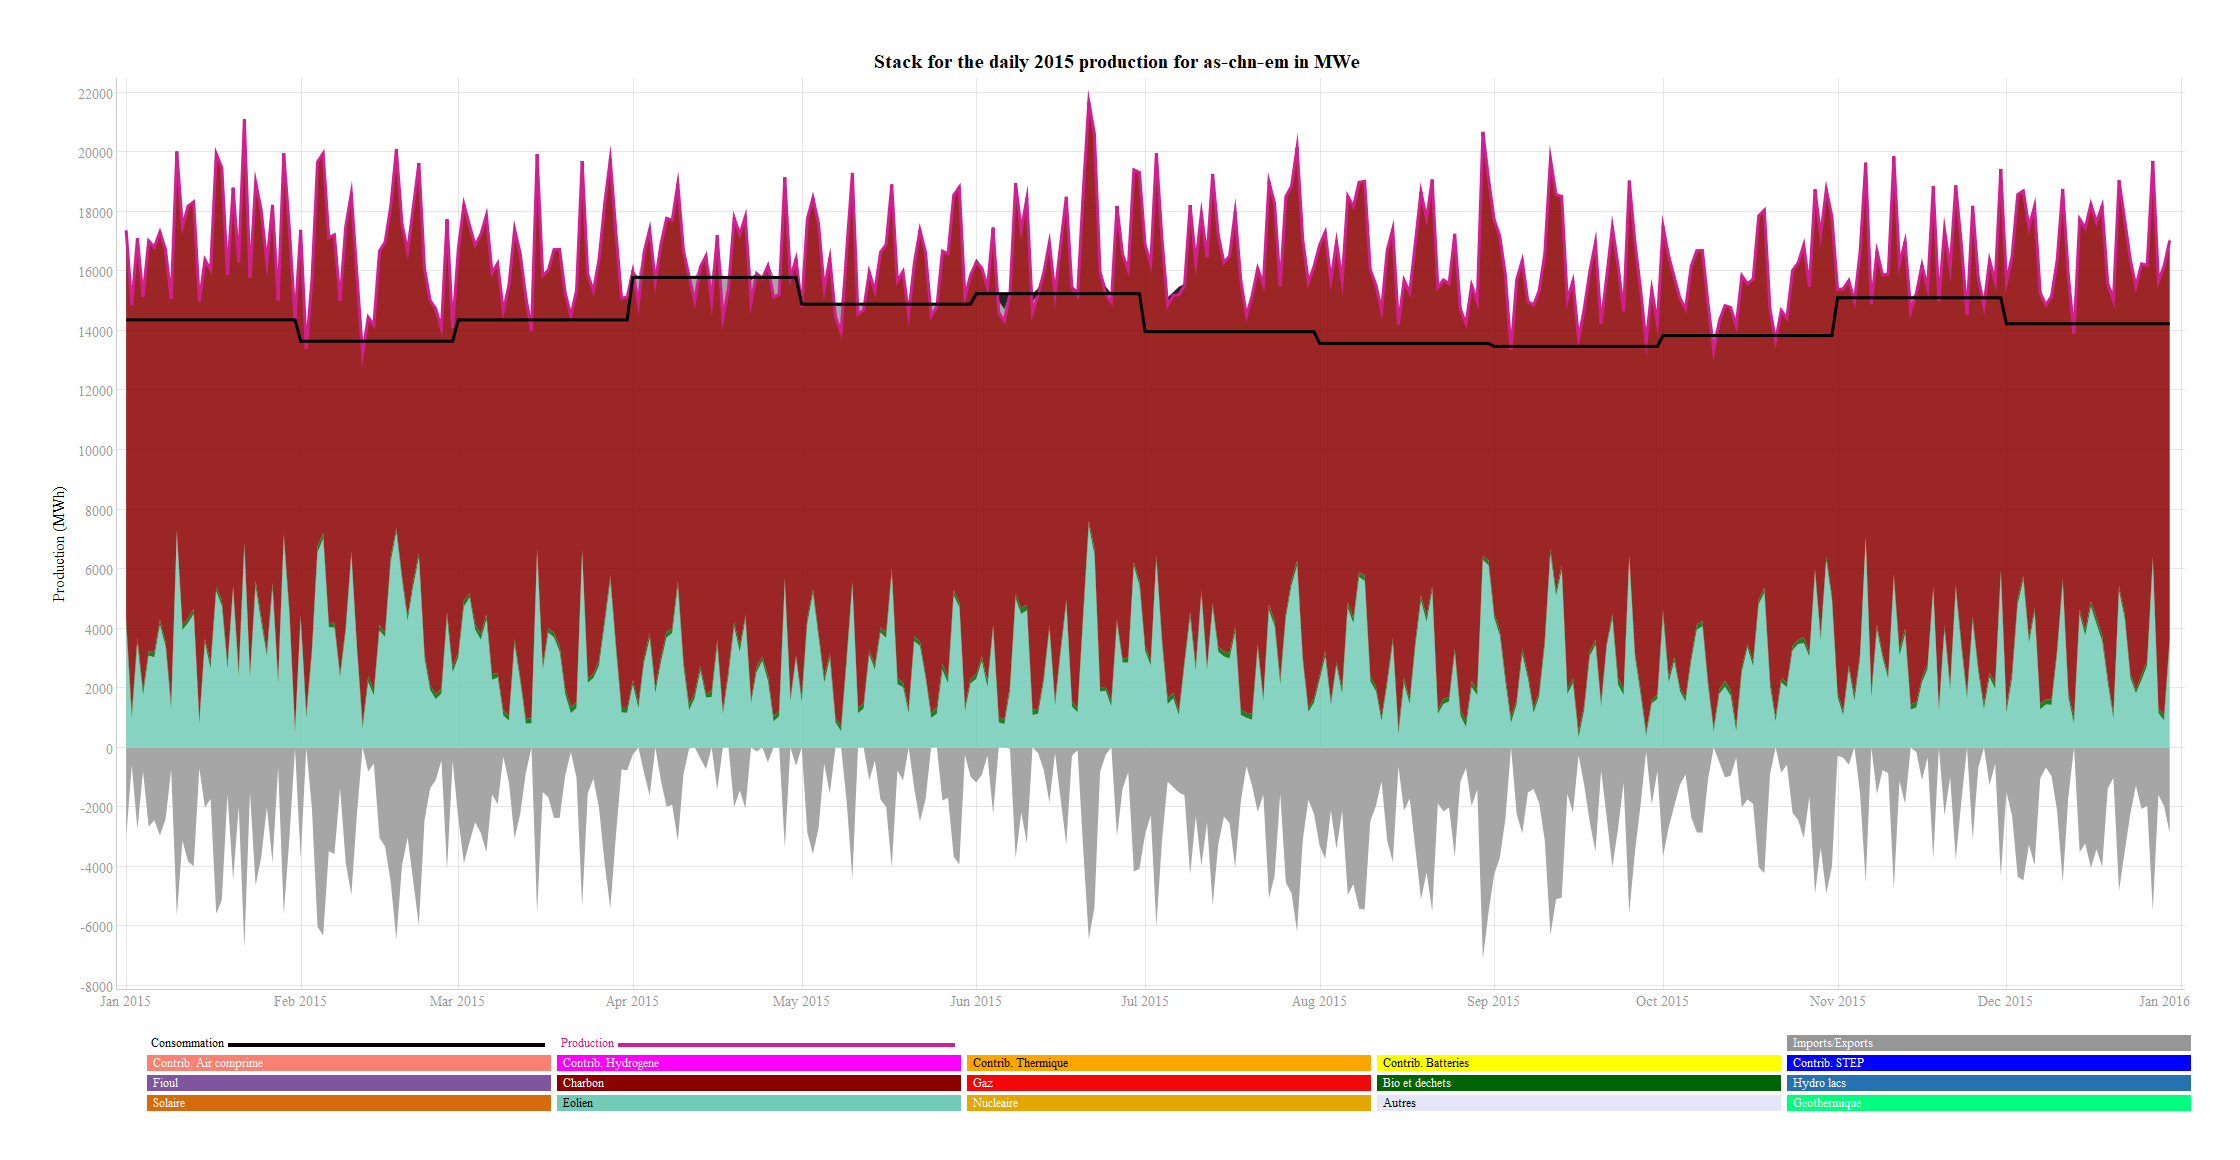 Stack for the daily 2015 production for as-chn-em in MWe
Production (MWh)
22000
20000
18000
16000
14000
12000
10000
8000
6000
4000
2000
0
-2000
-4000
-6000
-8000
Jan 2015 Feb 2015 Mar 2015 Apr 2015 May 2015 Jun 2015 Jul 2015 Aug 2015 Sep 2015 Oct 2015 Nov 2015 Dec 2015 Jan 2016
Consommation Production Imports/Exports
Contrib. Air comprime Contrib. Hydrogene Contrib. Thermique Contrib. Batteries Contrib. STEP
Fioul Charbon Gaz Bio et dechets Hydro lacs
Solaire Eolien Nucleaire Autres Geothermique